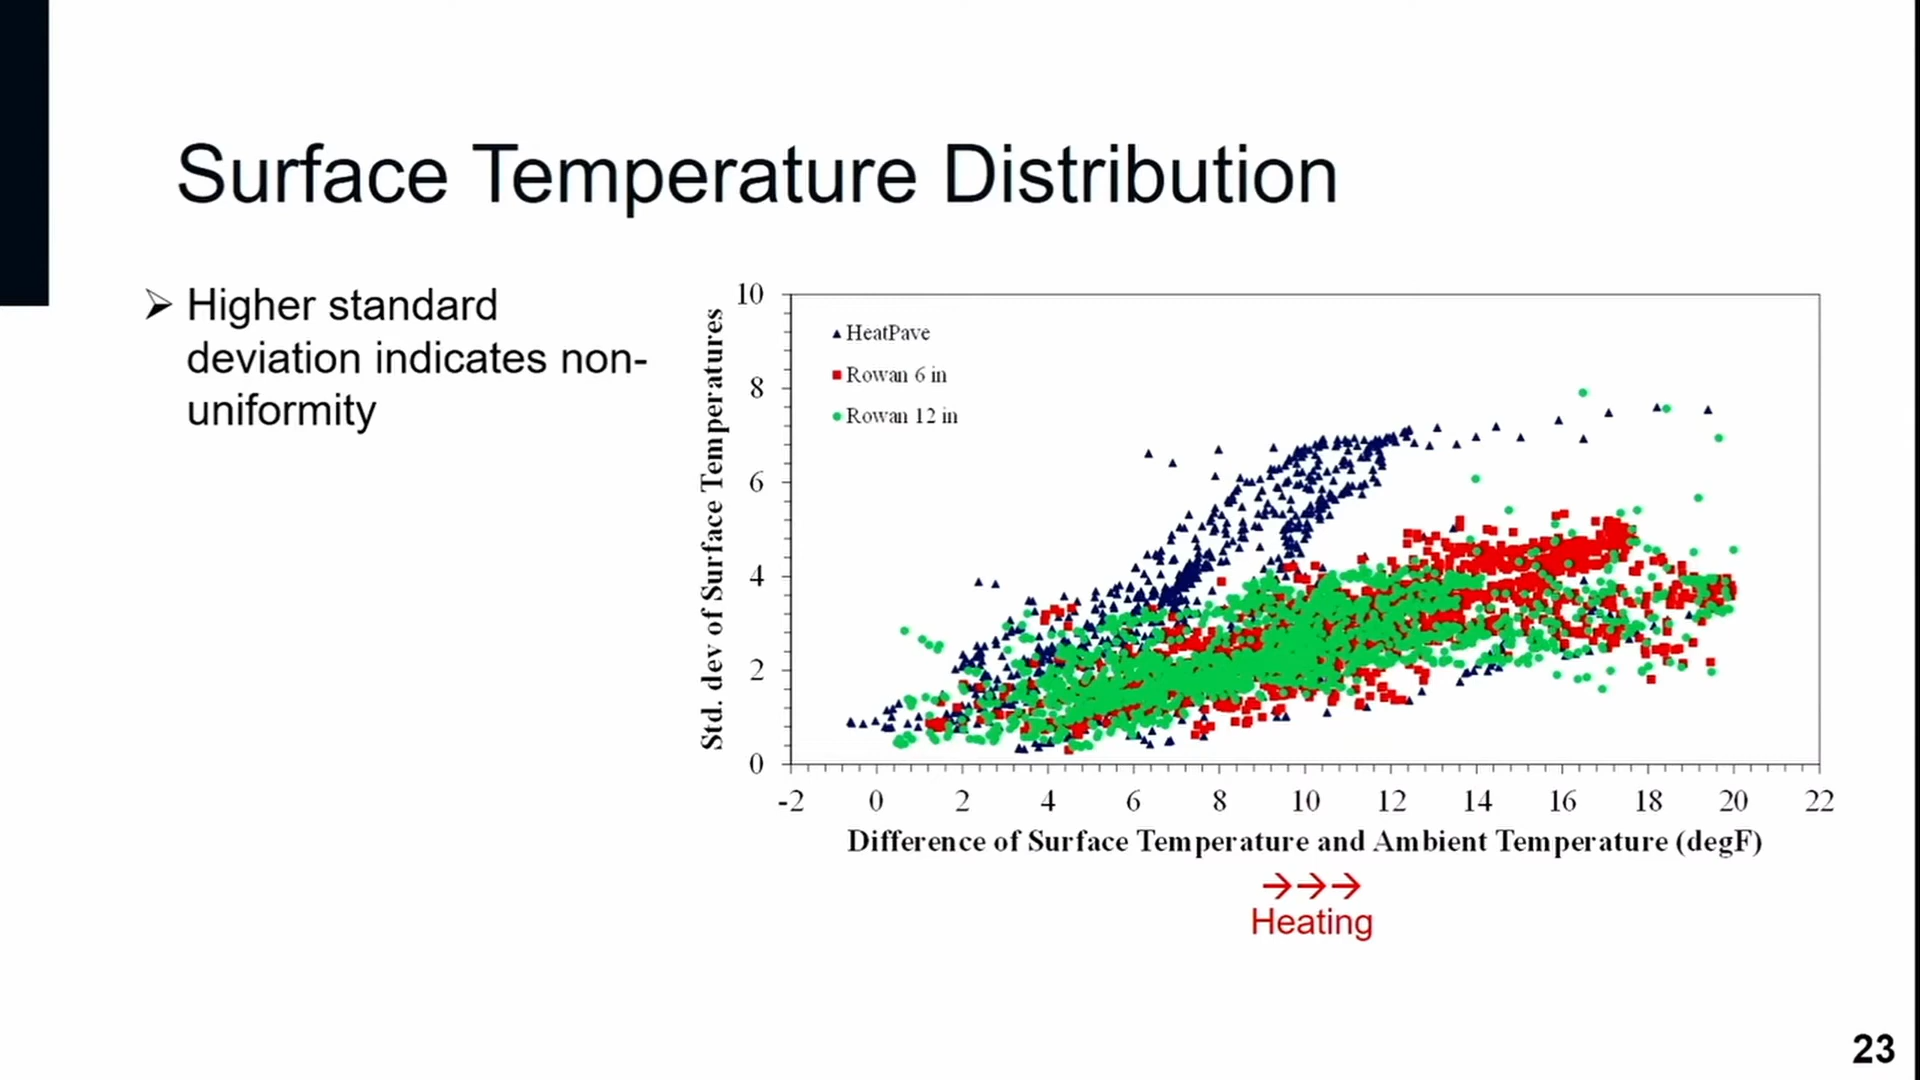 Surface Temperature Distribution
➢ Higher standard
deviation indicates non-
uniformity
Std. dev of Surface Temperatures
10
8
6
4
2
0
HeatPave
Rowan 6 in
Rowan 12 in
-2 0 2 4 6 8 10 12 14 16 18 20 22
Difference of Surface Temperature and Ambient Temperature (degF)
→→→
Heating
23